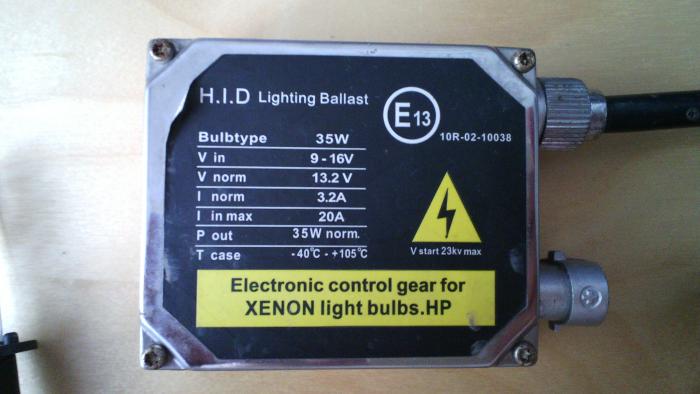 H.I.D Lighting Ballast
E13
10R-02-10038
Bulbtype 35W
V in 9-16V
V norm 13.2 V
I norm 3.2A
I in max 20A
P out 35W norm.
T case -40℃ - +105℃
V start 23kv max
Electronic control gear for
XENON light bulbs.HP